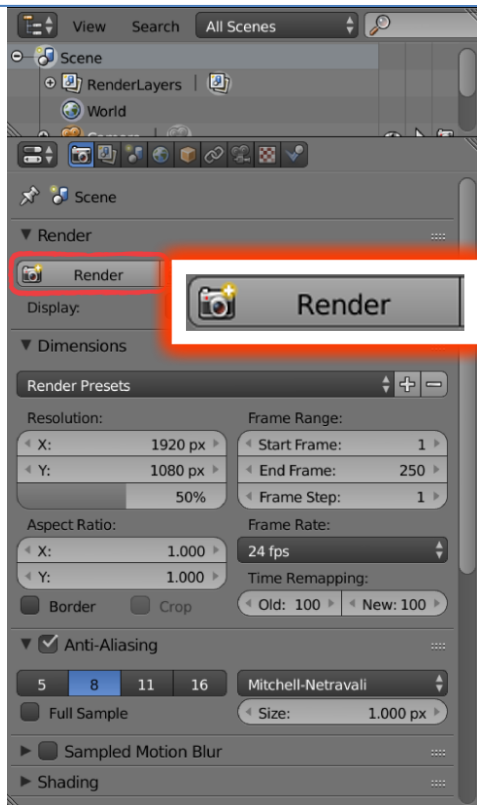 View Search All Scenes
Scene
RenderLayers
World
Camera
Scene
Render
Render
Render
Display:
Dimensions
Render Presets
Resolution: Frame Range:
X: 1920 px Start Frame: 1
Y: 1080 px End Frame: 250
50% Frame Step: 1
Aspect Ratio: Frame Rate:
X: 1.000 24 fps
Y: 1.000 Time Remapping:
Border Crop Old: 100 New: 100
Anti-Aliasing
5 8 11 16 Mitchell-Netravali
Full Sample Size: 1.000 px
Sampled Motion Blur
Shading